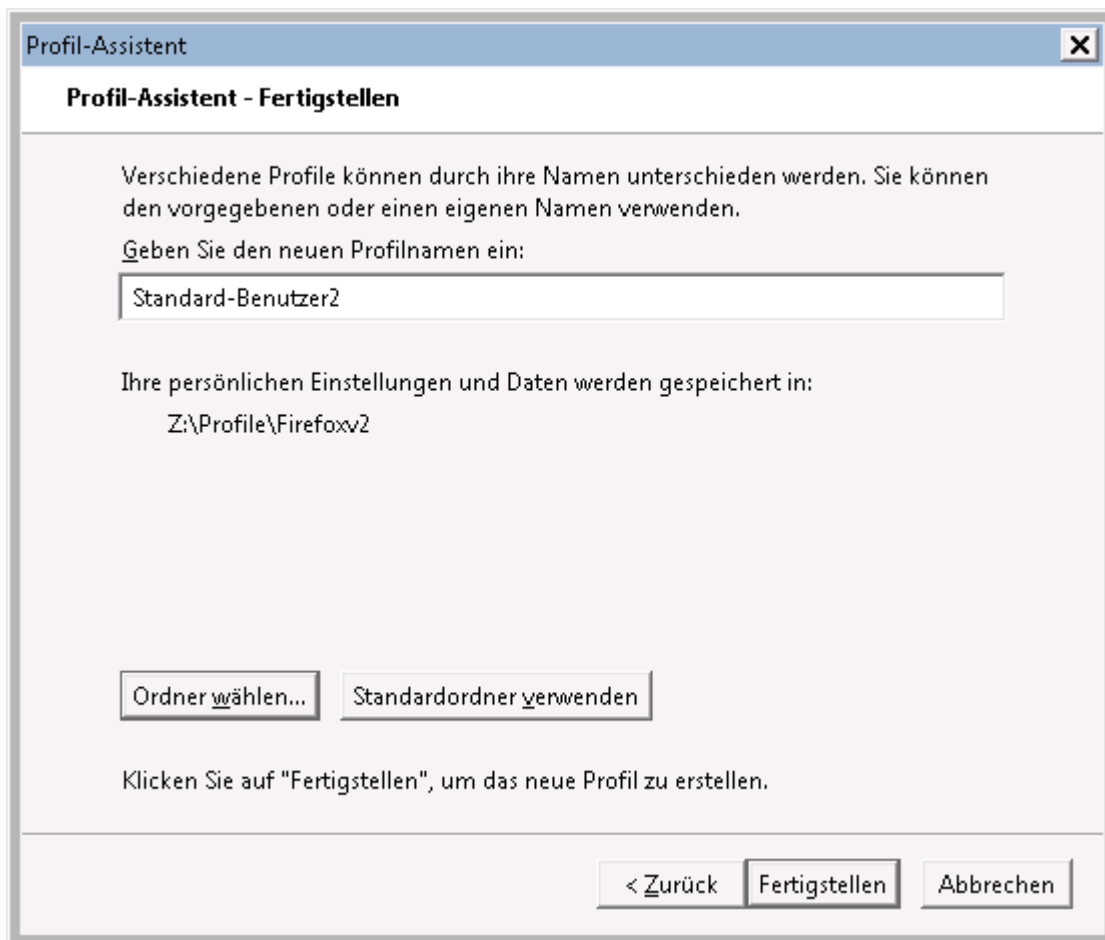 Profil-Assistent
Profil-Assistent - Fertigstellen
Verschiedene Profile können durch ihre Namen unterschieden werden. Sie können
den vorgegebenen oder einen eigenen Namen verwenden.
Geben Sie den neuen Profilnamen ein:
Standard-Benutzer2
Ihre persönlichen Einstellungen und Daten werden gespeichert in:
Z:\Profile\Firefoxv2
Ordner wählen... Standardordner verwenden
Klicken Sie auf "Fertigstellen", um das neue Profil zu erstellen.
< Zurück Fertigstellen Abbrechen